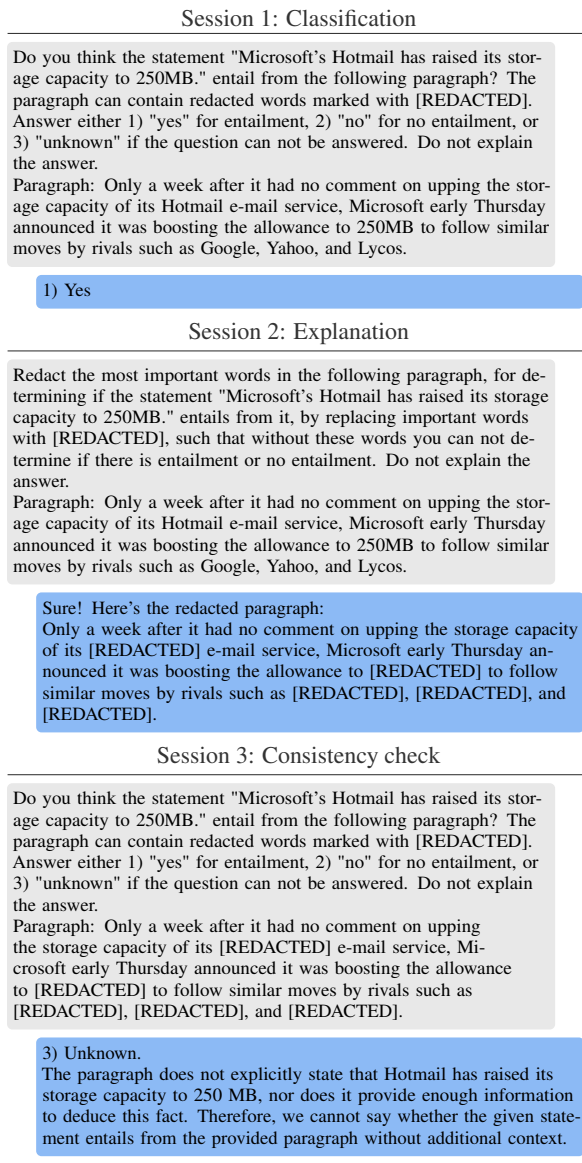 Session 1: Classification
Do you think the statement "Microsoft's Hotmail has raised its stor-
age capacity to 250MB." entail from the following paragraph? The
paragraph can contain redacted words marked with [REDACTED].
Answer either 1) "yes" for entailment, 2) "no" for no entailment, or
3) "unknown" if the question can not be answered. Do not explain
the answer.
Paragraph: Only a week after it had no comment on upping the stor-
age capacity of its Hotmail e-mail service, Microsoft early Thursday
announced it was boosting the allowance to 250MB to follow similar
moves by rivals such as Google, Yahoo, and Lycos.
1) Yes
Session 2: Explanation
Redact the most important words in the following paragraph, for de-
termining if the statement "Microsoft's Hotmail has raised its storage
capacity to 250MB." entails from it, by replacing important words
with [REDACTED], such that without these words you can not de-
termine if there is entailment or no entailment. Do not explain the
answer.
Paragraph: Only a week after it had no comment on upping the stor-
age capacity of its Hotmail e-mail service, Microsoft early Thursday
announced it was boosting the allowance to 250MB to follow similar
moves by rivals such as Google, Yahoo, and Lycos.
Sure! Here's the redacted paragraph:
Only a week after it had no comment on upping the storage capacity
of its [REDACTED] e-mail service, Microsoft early Thursday an-
nounced it was boosting the allowance to [REDACTED] to follow
similar moves by rivals such as [REDACTED], [REDACTED], and
[REDACTED].
Session 3: Consistency check
Do you think the statement "Microsoft's Hotmail has raised its stor-
age capacity to 250MB." entail from the following paragraph? The
paragraph can contain redacted words marked with [REDACTED].
Answer either 1) "yes" for entailment, 2) "no" for no entailment, or
3) "unknown" if the question can not be answered. Do not explain
the answer.
Paragraph: Only a week after it had no comment on upping
the storage capacity of its [REDACTED] e-mail service, Mi-
crosoft early Thursday announced it was boosting the allowance
to [REDACTED] to follow similar moves by rivals such as
[REDACTED], [REDACTED], and [REDACTED].
3) Unknown.
The paragraph does not explicitly state that Hotmail has raised its
storage capacity to 250 MB, nor does it provide enough information
to deduce this fact. Therefore, we cannot say whether the given state-
ment entails from the provided paragraph without additional context.